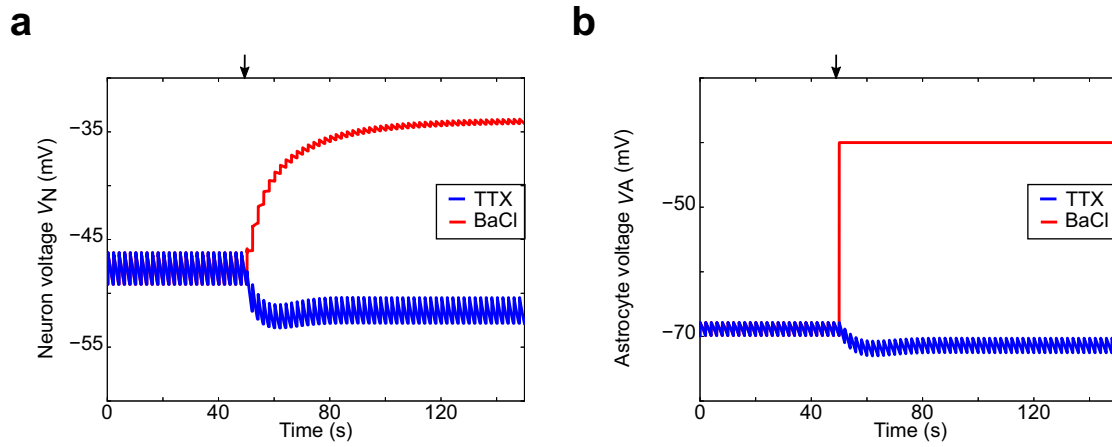 a
Neuron voltage VN (mV)
−35
−45
−55
0
40
80
120
Time (s)
TTX
BaCl
b
Astrocyte voltage VA (mV)
−50
−70
0
40
80
120
Time (s)
TTX
BaCl